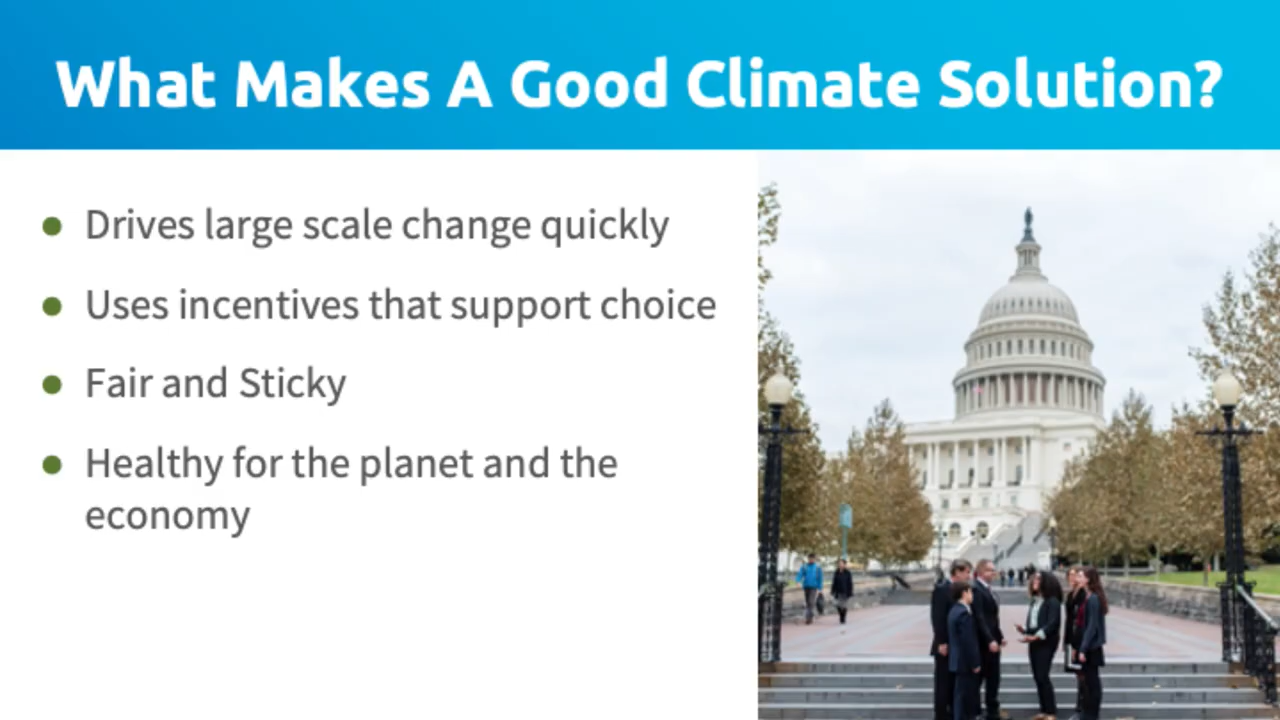 What Makes A Good Climate Solution?
Drives large scale change quickly
Uses incentives that support choice
Fair and Sticky
Healthy for the planet and the
economy